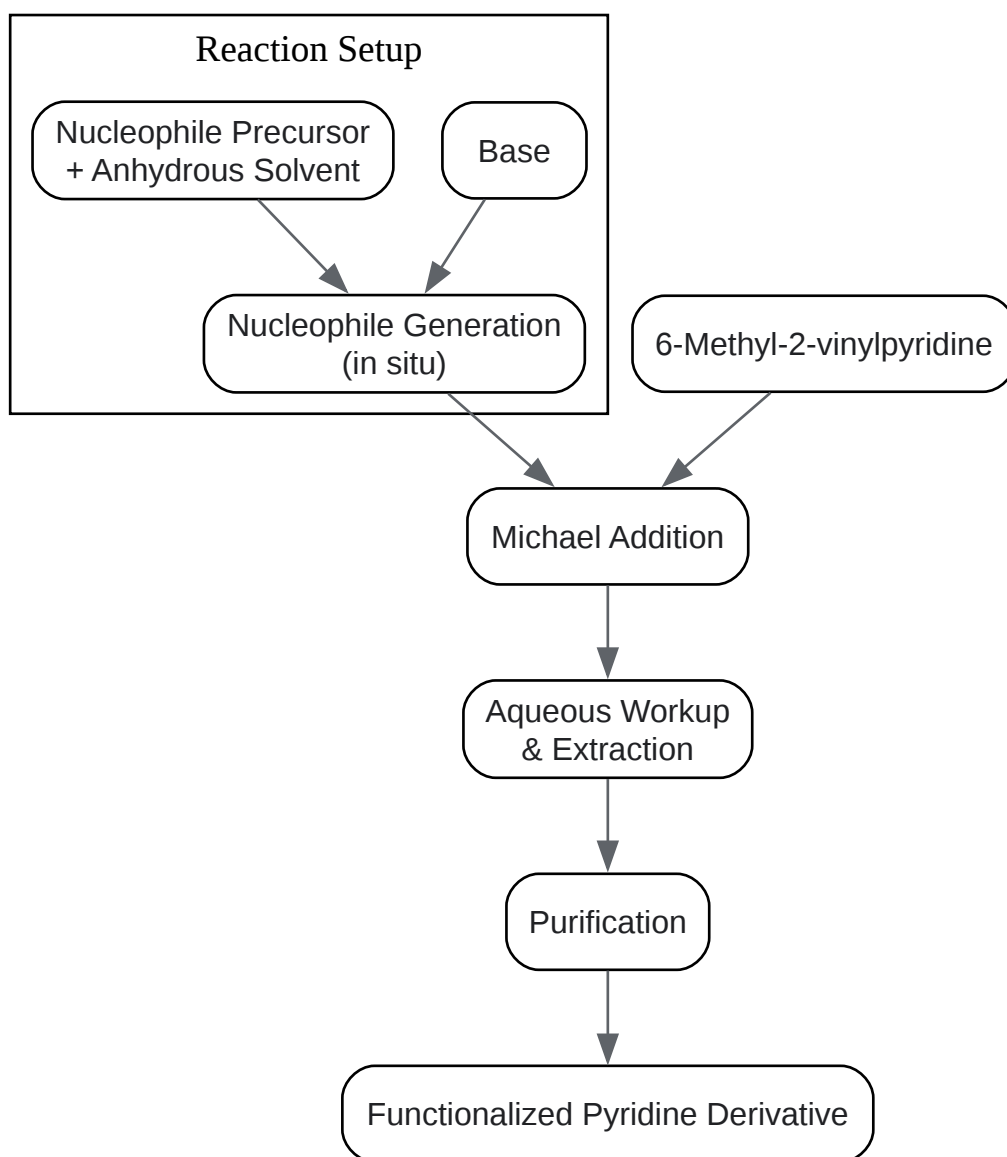 Reaction Setup
Nucleophile Precursor
+ Anhydrous Solvent
Base
Nucleophile Generation
(in situ)
6-Methyl-2-vinylpyridine
Michael Addition
Aqueous Workup
& Extraction
Purification
Functionalized Pyridine Derivative